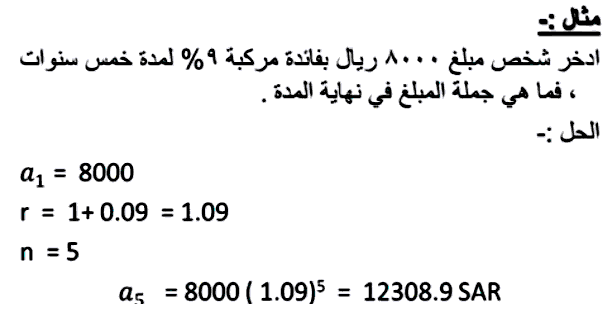 مثال :-
ادخر شخص مبلغ ٨٠٠٠ ريال بفائدة مركبة ٩% لمدة خمس سنوات
، فما هي جملة المبلغ في نهاية المدة .
الحل :-
a₁ = 8000
r = 1+ 0.09 = 1.09
n = 5
a₅ = 8000 ( 1.09)⁵ = 12308.9 SAR